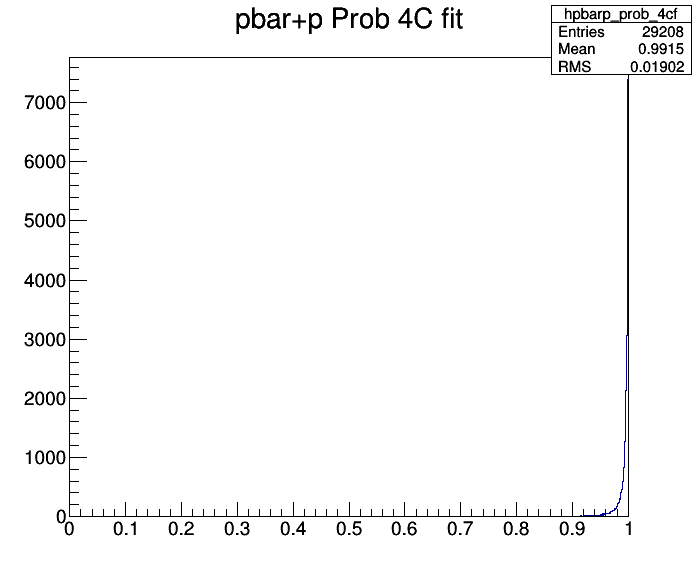 pbar+p Prob 4C fit
hpbarp_prob_4cf
Entries 29208
Mean 0.9915
RMS 0.01902
7000
6000
5000
4000
3000
2000
1000
0
0 0.1 0.2 0.3 0.4 0.5 0.6 0.7 0.8 0.9 1